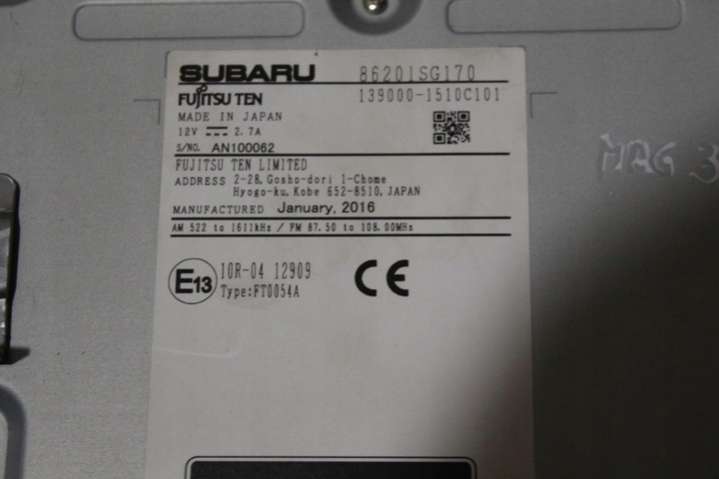 SUBARU 86201SG170
FUJITSU TEN 139000-1510C101
MADE IN JAPAN
12V 2.7A
S/NO. AN100062
FUJITSU TEN LIMITED
ADDRESS 2-28, Gosho-dori 1-Chome
Hyogo-ku, Kobe 652-8510, JAPAN
MANUFACTURED January, 2016
AM 522 to 1611kHz / FM 87.50 to 108.00MHz
E13 10R-04 12909 CE
Type:FT0054A
MAG 3